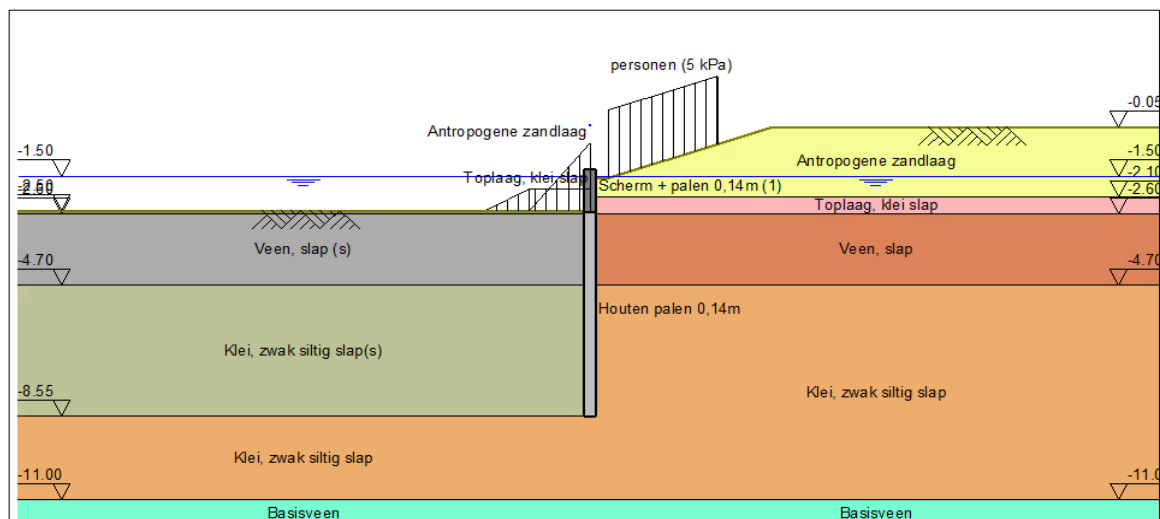 personen (5 kPa)
-0.05
Antropogene zandlaag
-1.50
Antropogene zandlaag
-1.50
Toplaag, klei slap
-2.10
Scherm + palen 0,14m (1)
-2.60
Toplaag, klei slap
Veen, slap (s)
Veen, slap
-4.70
-4.70
Houten palen 0,14m
Klei, zwak siltig slap(s)
-8.55
Klei, zwak siltig slap
Klei, zwak siltig slap
-11.00
-11.0
Basisveen
Basisveen